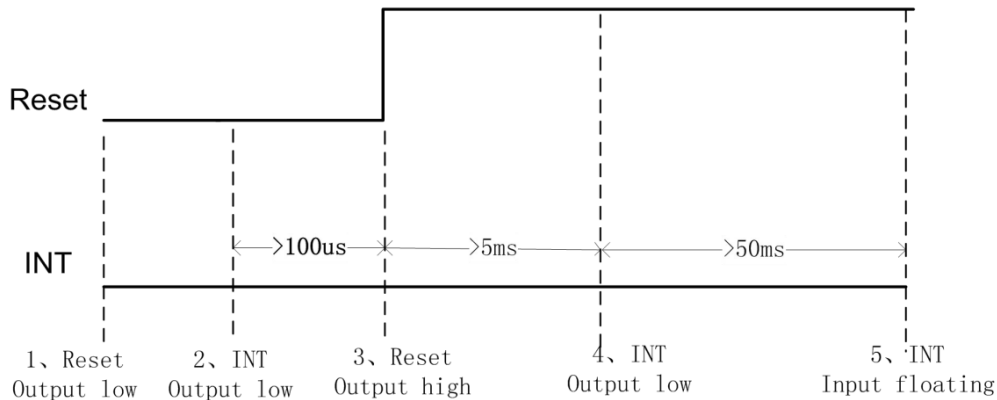 Reset
INT
>100us
>5ms
>50ms
1、Reset
Output low
2、INT
Output low
3、Reset
Output high
4、INT
Output low
5、INT
Input floating